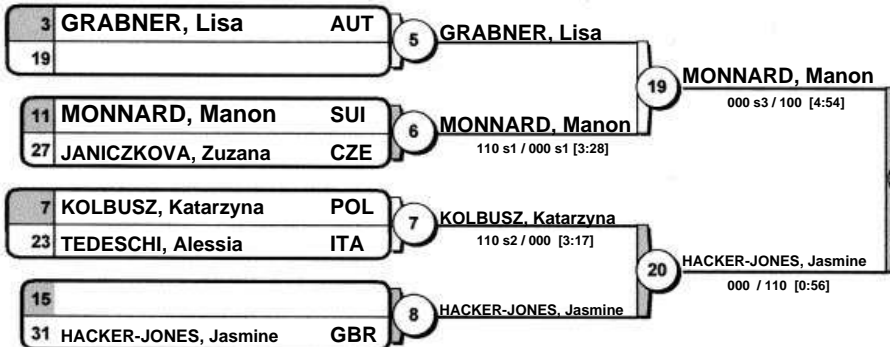 3 GRABNER, Lisa AUT
19
5 GRABNER, Lisa
11 MONNARD, Manon SUI
27 JANICZKOVA, Zuzana CZE
6 MONNARD, Manon
110 s1 / 000 s1 [3:28]
19 MONNARD, Manon
000 s3 / 100 [4:54]
7 KOLBUSZ, Katarzyna POL
23 TEDESCHI, Alessia ITA
7 KOLBUSZ, Katarzyna
110 s2 / 000 [3:17]
15
31 HACKER-JONES, Jasmine GBR
8 HACKER-JONES, Jasmine
20 HACKER-JONES, Jasmine
000 / 110 [0:56]